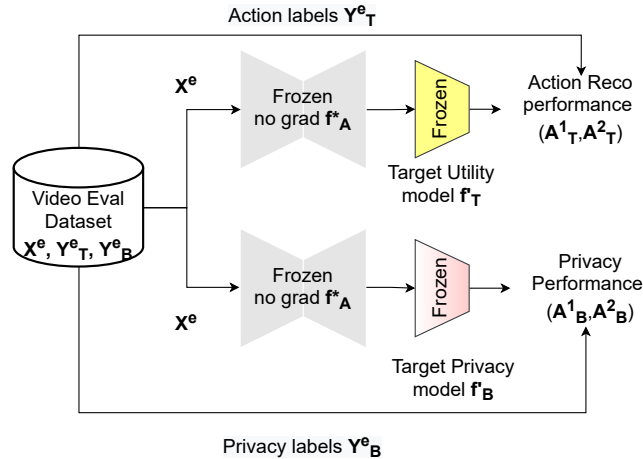 Action labels Yᵉ_T
Xᵉ
Frozen
no grad f*_A
Frozen
Target Utility
model f'_T
Action Reco
performance
(A¹_T,A²_T)
Video Eval
Dataset
Xᵉ, Yᵉ_T, Yᵉ_B
Xᵉ
Frozen
no grad f*_A
Frozen
Target Privacy
model f'_B
Privacy
Performance
(A¹_B,A²_B)
Privacy labels Yᵉ_B